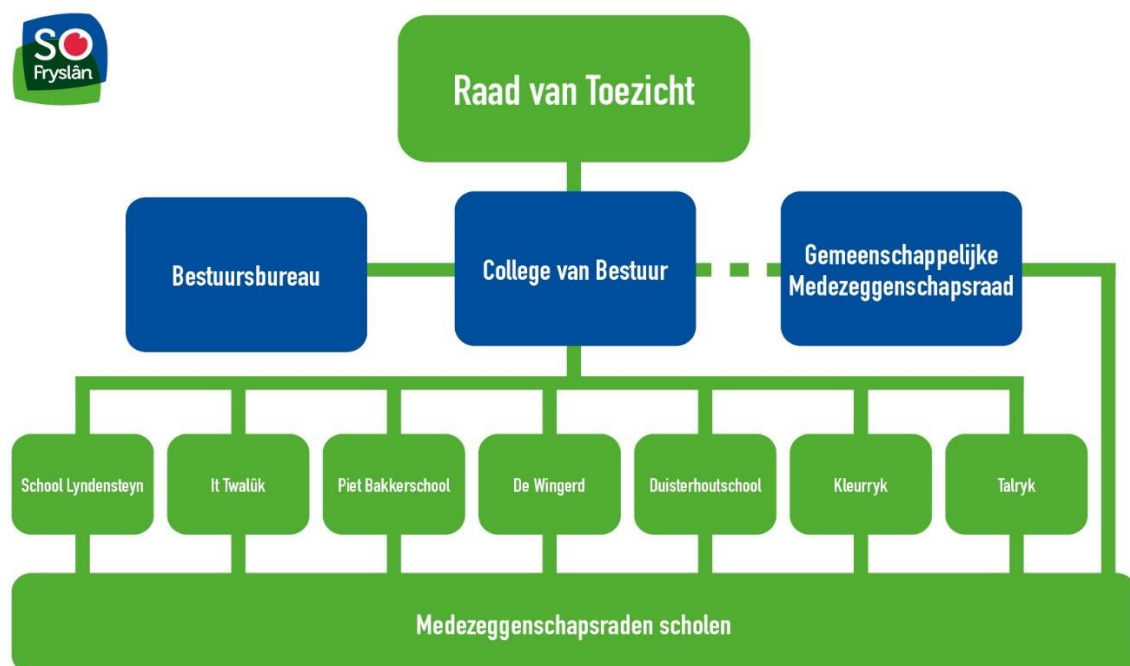 SO
Fryslân
Raad van Toezicht
Bestuursbureau
College van Bestuur
Gemeenschappelijke
Medezeggenschapsraad
School Lyndensteyn
It Twalûk
Piet Bakkerschool
De Wingerd
Duisterhoutschool
Kleurryk
Talryk
Medezeggenschapsraden scholen